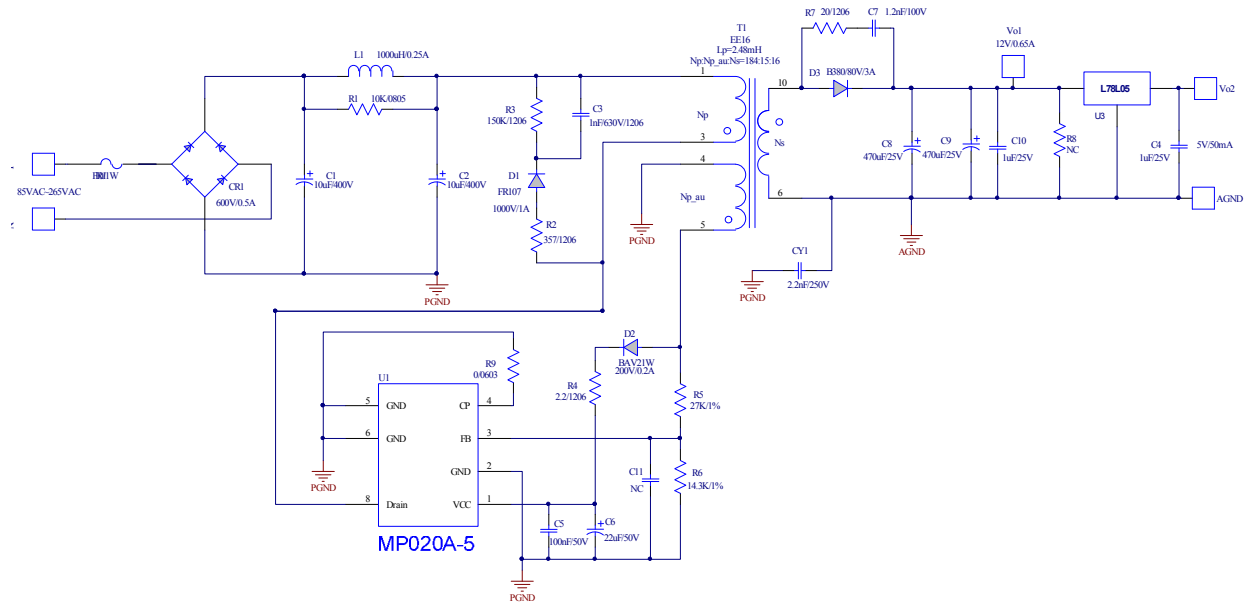 R7
20/1206
C7
1.2nF/100V
T1
EE16
Lp=2.48mH
Np:Np_au:Ns=184:15:16
Vo1
12V/0.65A
L1
1000uH/0.25A
R1
10K/0805
R3
150K/1206
C3
1nF/630V/1206
1
10
D3
B380/80V/3A
L78L05
U3
Vo2
Np
Ns
3
4
C8
470uF/25V
C9
470uF/25V
C10
1uF/25V
R8
NC
C4
1uF/25V
5V/50mA
85VAC~265VAC
CR1
600V/0.5A
C1
10uF/400V
C2
10uF/400V
D1
FR107
1000V/1A
R2
357/1206
PGND
Np_au
5
6
AGND
AGND
CY1
2.2nF/250V
PGND
PGND
D2
BAV21W
200V/0.2A
R9
0/0603
R4
2.2/1206
R5
27K/1%
U1
5
GND
CP
4
6
GND
FB
3
GND
2
8
Drain
VCC
1
PGND
C11
NC
R6
14.3K/1%
C5
100nF/50V
C6
22uF/50V
MP020A-5
PGND